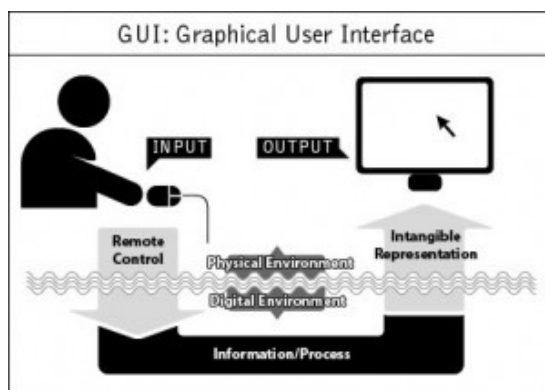 GUI: Graphical User Interface
INPUT
OUTPUT
Remote
Control
Physical Environment
Digital Environment
Intangible
Representation
Information/Process